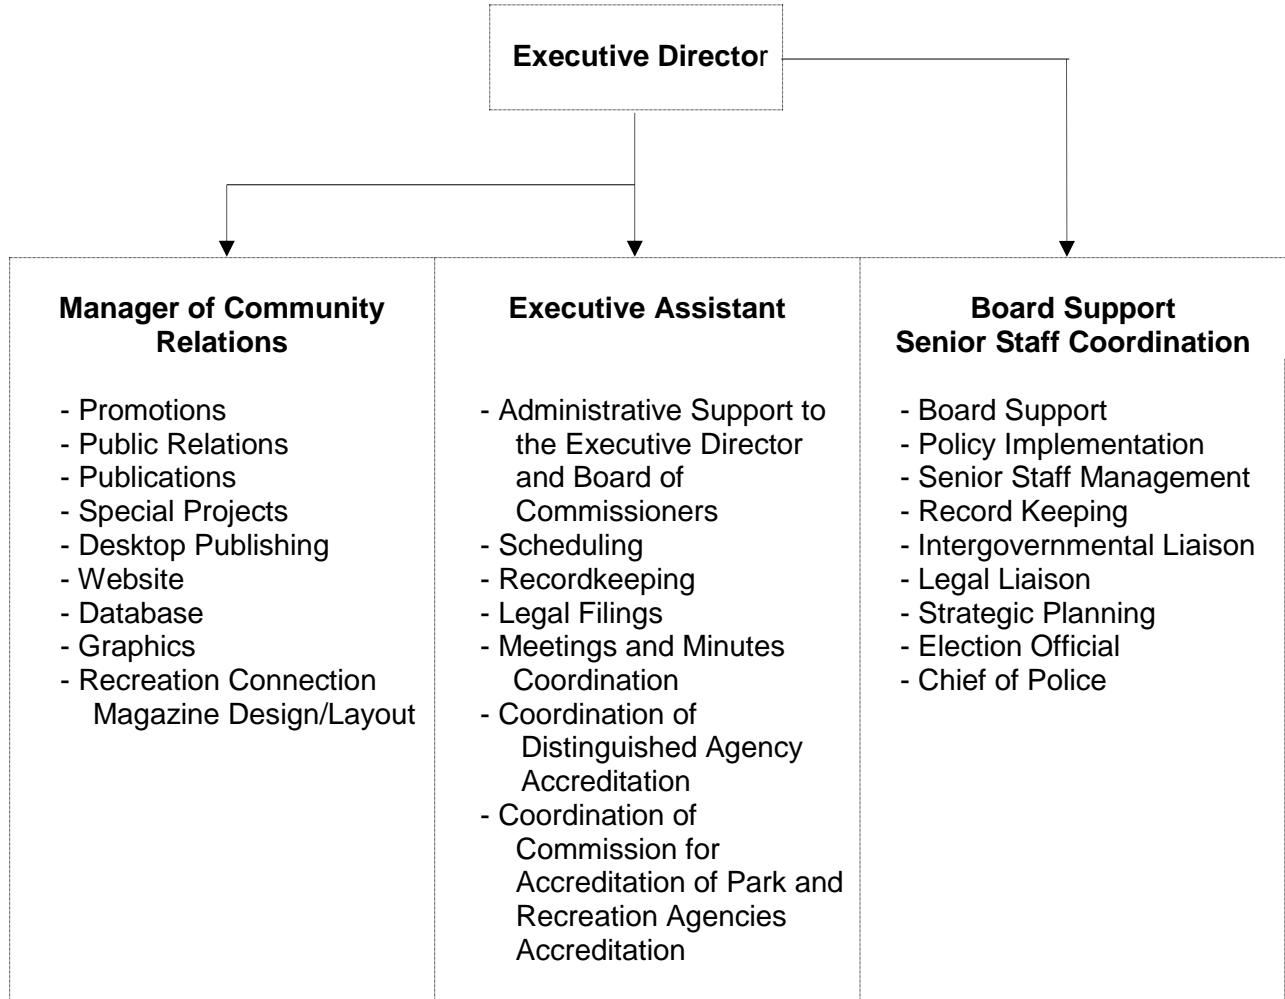 Executive Director
Manager of Community
Relations
- Promotions
- Public Relations
- Publications
- Special Projects
- Desktop Publishing
- Website
- Database
- Graphics
- Recreation Connection
Magazine Design/Layout
Executive Assistant
- Administrative Support to
the Executive Director
and Board of
Commissioners
- Scheduling
- Recordkeeping
- Legal Filings
- Meetings and Minutes
Coordination
- Coordination of
Distinguished Agency
Accreditation
- Coordination of
Commission for
Accreditation of Park and
Recreation Agencies
Accreditation
Board Support
Senior Staff Coordination
- Board Support
- Policy Implementation
- Senior Staff Management
- Record Keeping
- Intergovernmental Liaison
- Legal Liaison
- Strategic Planning
- Election Official
- Chief of Police